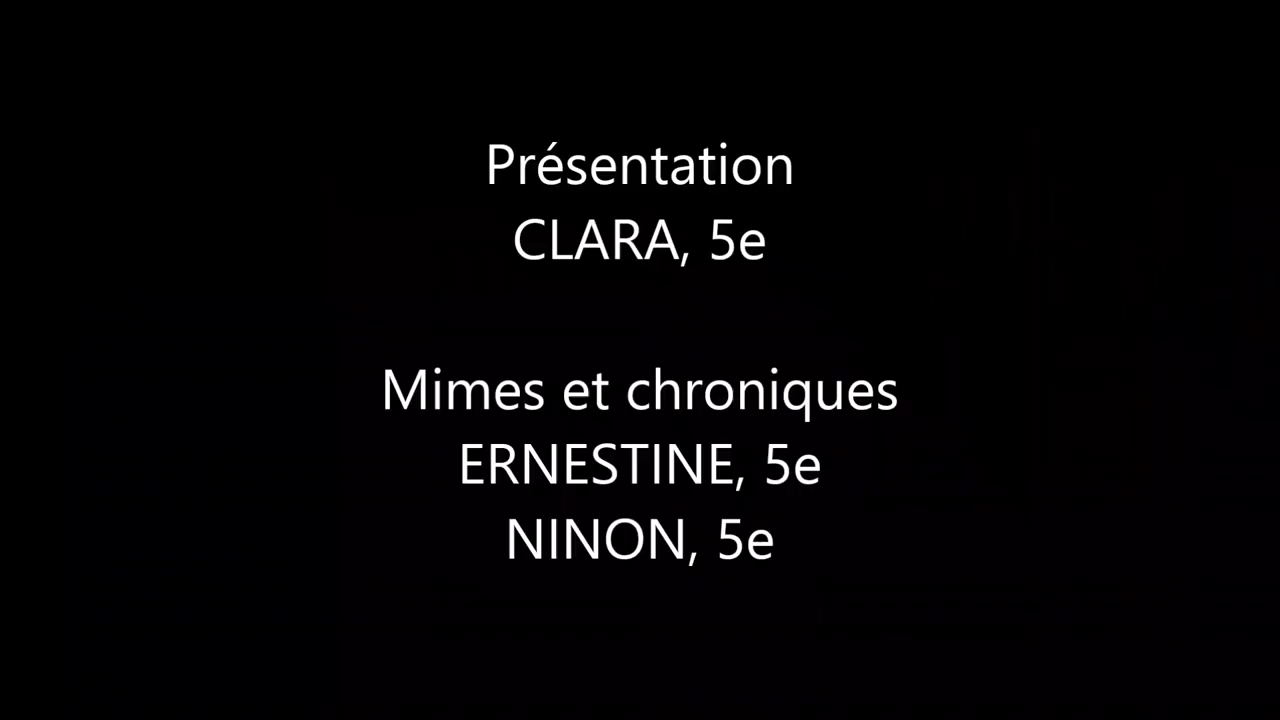 Présentation
CLARA, 5e
Mimes et chroniques
ERNESTINE, 5e
NINON, 5e